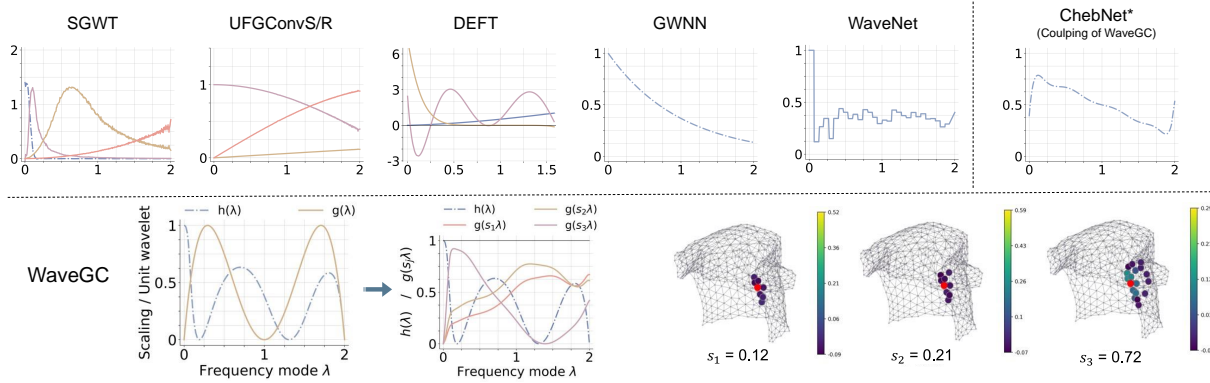 SGWT
UFGConvS/R
DEFT
GWNN
WaveNet
ChebNet*
(Coulping of WaveGC)
2
1
0
0 1 2
1
0
0 1 2
6
3
0
-3
0 0.5 1 1.5
1
0.5
0
0 1 2
1
0.5
0
0 1 2
1
0.5
0
0 1 2
WaveGC
Scaling / Unit wavelet
h(λ) g(λ)
1
0.5
0
0 1 2
Frequency mode λ
h(λ) / g(sᵢλ)
h(λ) g(s₂λ)
g(s₁λ) g(s₃λ)
1
0.5
0
0 1 2
Frequency mode λ
0.52
0.36
0.21
0.06
-0.09
s₁ = 0.12
0.59
0.43
0.26
0.10
-0.07
s₂ = 0.21
s₃ = 0.72